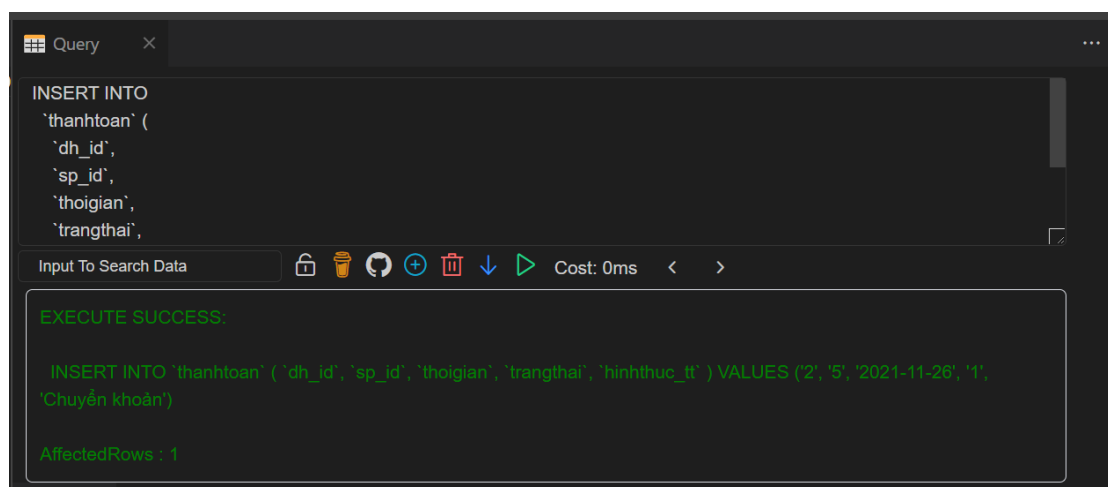 Query
INSERT INTO
`thanhtoan` (
`dh_id`,
`sp_id`,
`thoigian`,
`trangthai`,
Input To Search Data
Cost: 0ms
EXECUTE SUCCESS:
INSERT INTO `thanhtoan` ( `dh_id`, `sp_id`, `thoigian`, `trangthai`, `hinhthuc_tt` ) VALUES ('2', '5', '2021-11-26', '1',
'Chuyển khoản')
AffectedRows : 1